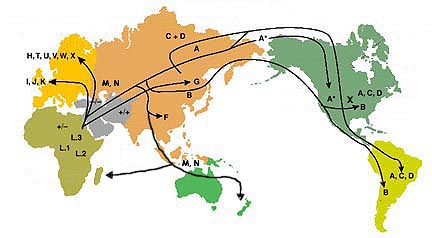 C + D
A
A*
H, T, U, V, W, X
M, N
I, J, K
G
B
A*
X
A, C, D
B
+/+
F
+/–
L.3
L.1
L.2
M, N
A, C, D
B